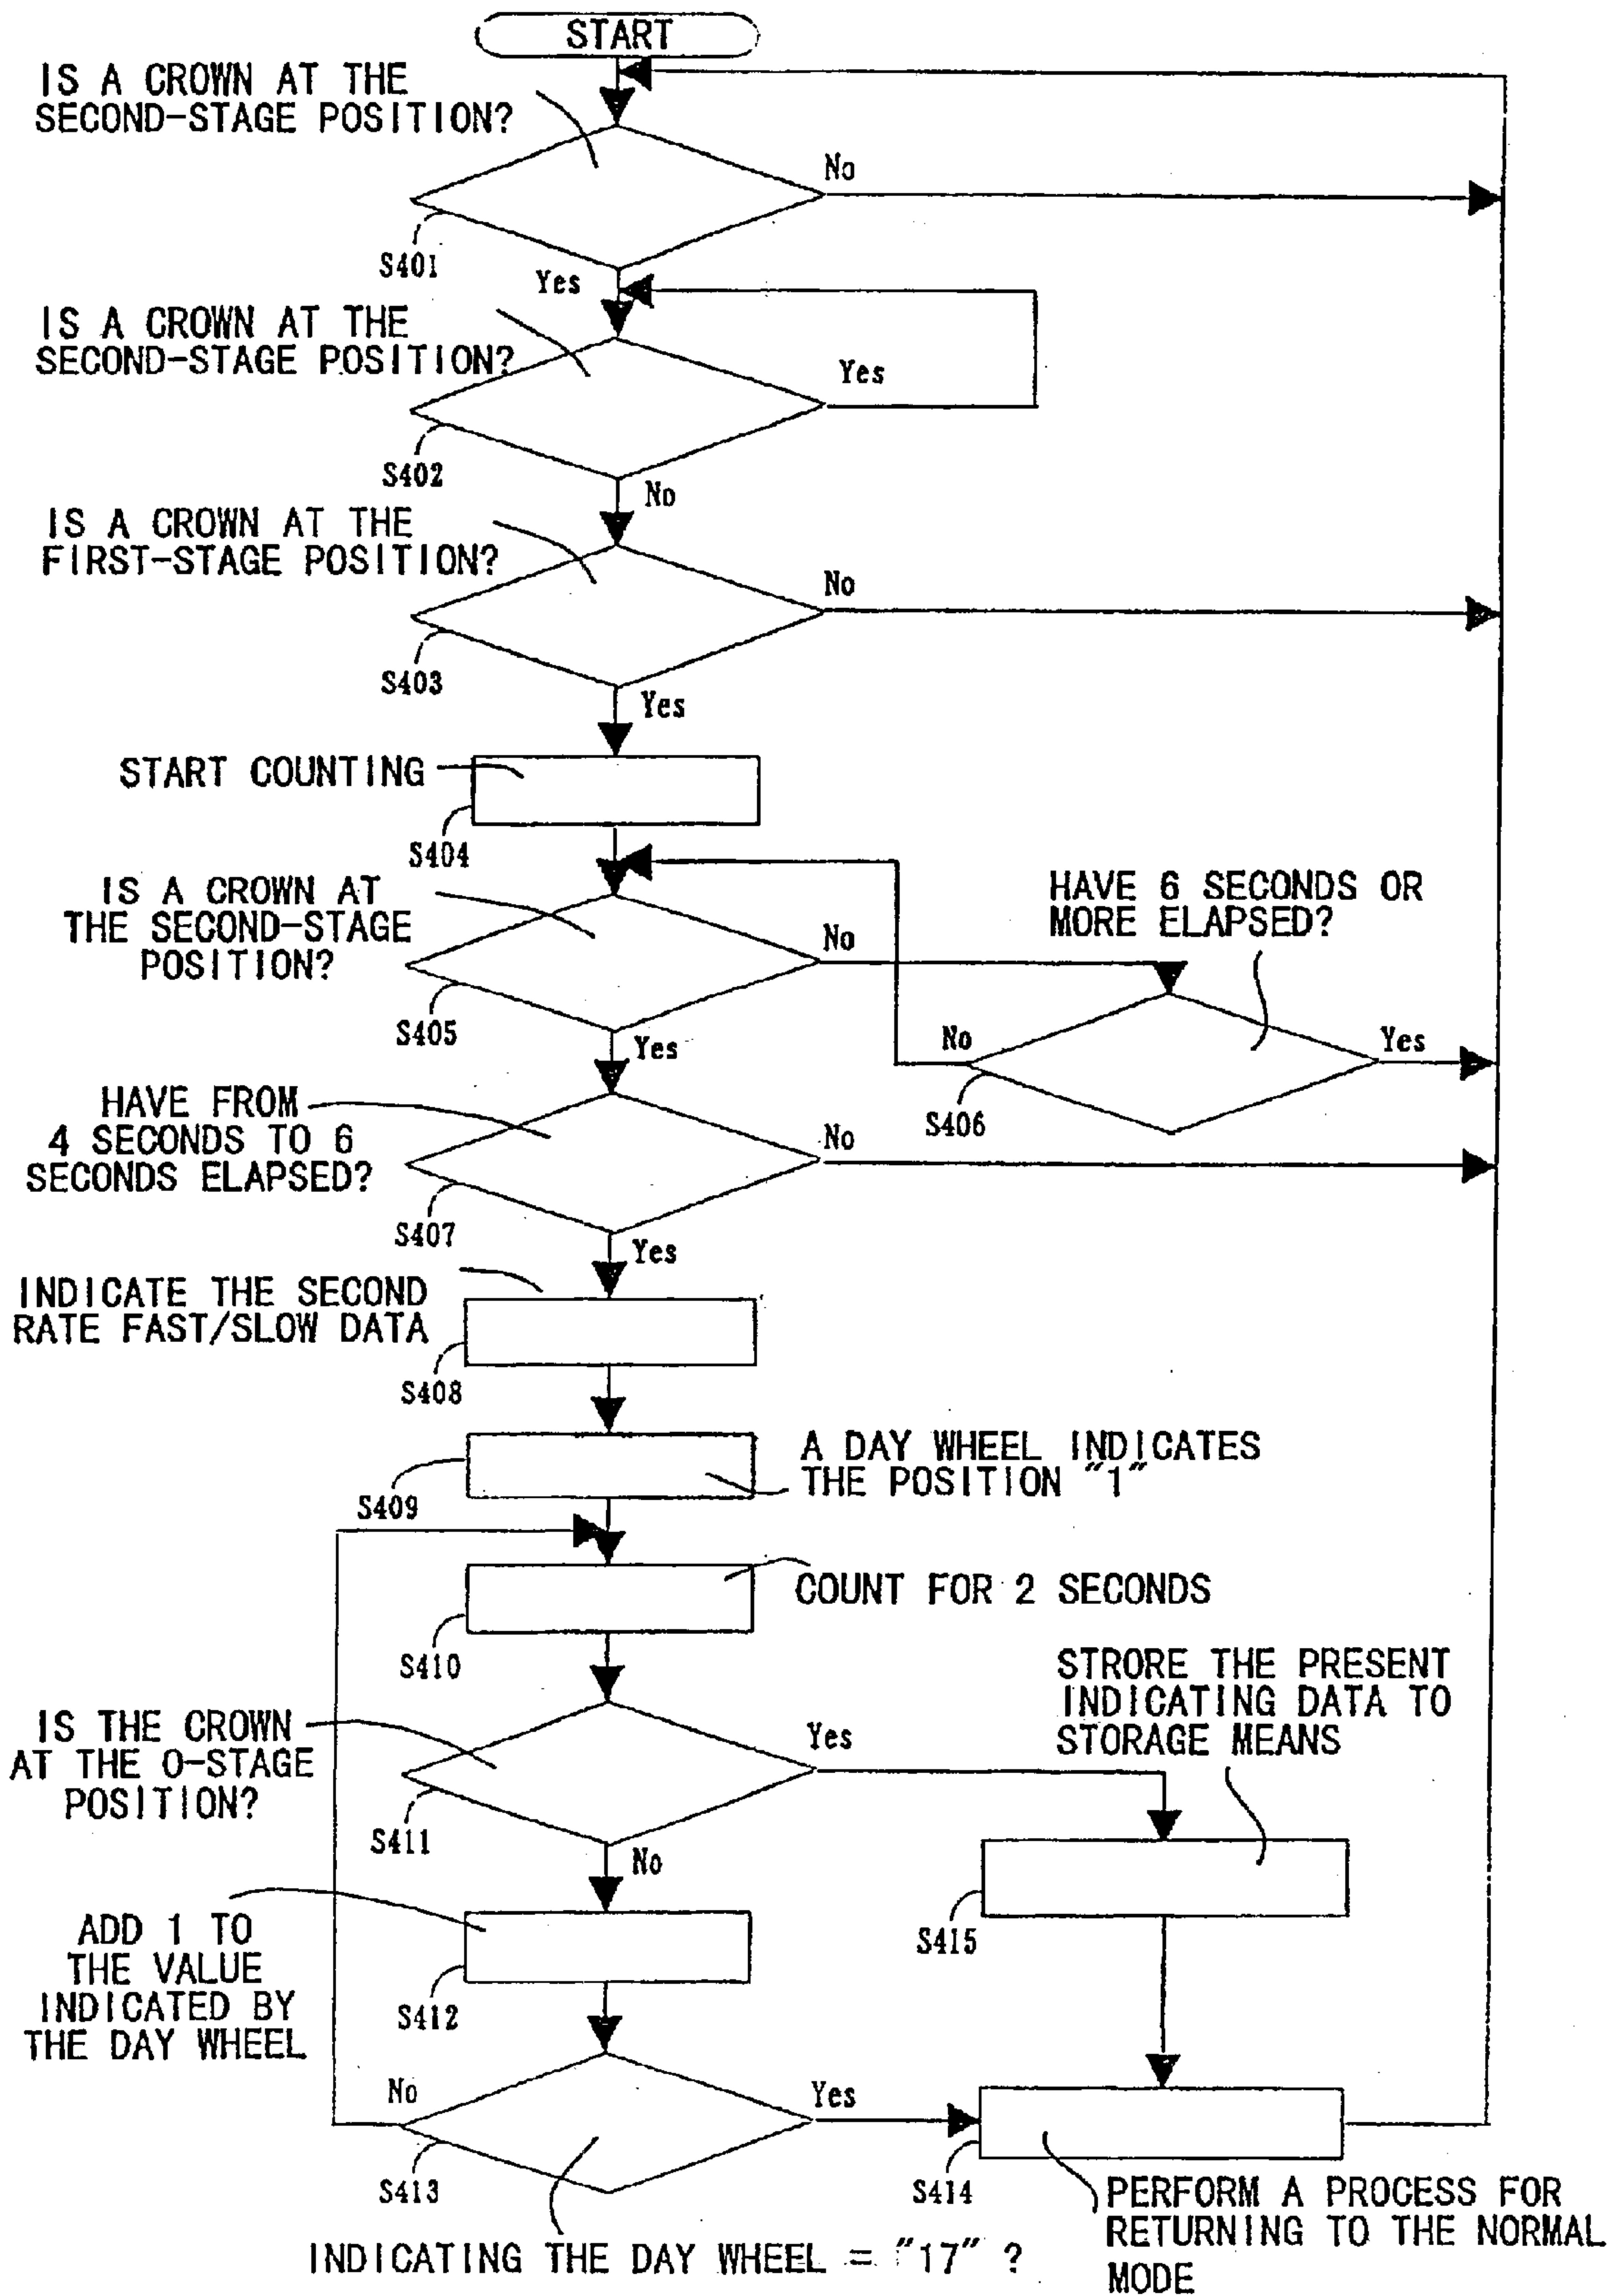 START
IS A CROWN AT THE
SECOND-STAGE POSITION?
No
S401
Yes
IS A CROWN AT THE
SECOND-STAGE POSITION?
Yes
S402
No
IS A CROWN AT THE
FIRST-STAGE POSITION?
No
S403
Yes
START COUNTING
S404
IS A CROWN AT
THE SECOND-STAGE
POSITION?
No
HAVE 6 SECONDS OR
MORE ELAPSED?
S405
Yes
No
Yes
S406
HAVE FROM
4 SECONDS TO 6
SECONDS ELAPSED?
No
S407
Yes
INDICATE THE SECOND
RATE FAST/SLOW DATA
S408
A DAY WHEEL INDICATES
THE POSITION "1"
S409
COUNT FOR 2 SECONDS
S410
STRORE THE PRESENT
INDICATING DATA TO
STORAGE MEANS
IS THE CROWN
AT THE 0-STAGE
POSITION?
Yes
S411
No
S415
ADD 1 TO
THE VALUE
INDICATED BY
THE DAY WHEEL
S412
No
Yes
S413
S414
PERFORM A PROCESS FOR
RETURNING TO THE NORMAL
MODE
INDICATING THE DAY WHEEL = "17" ?